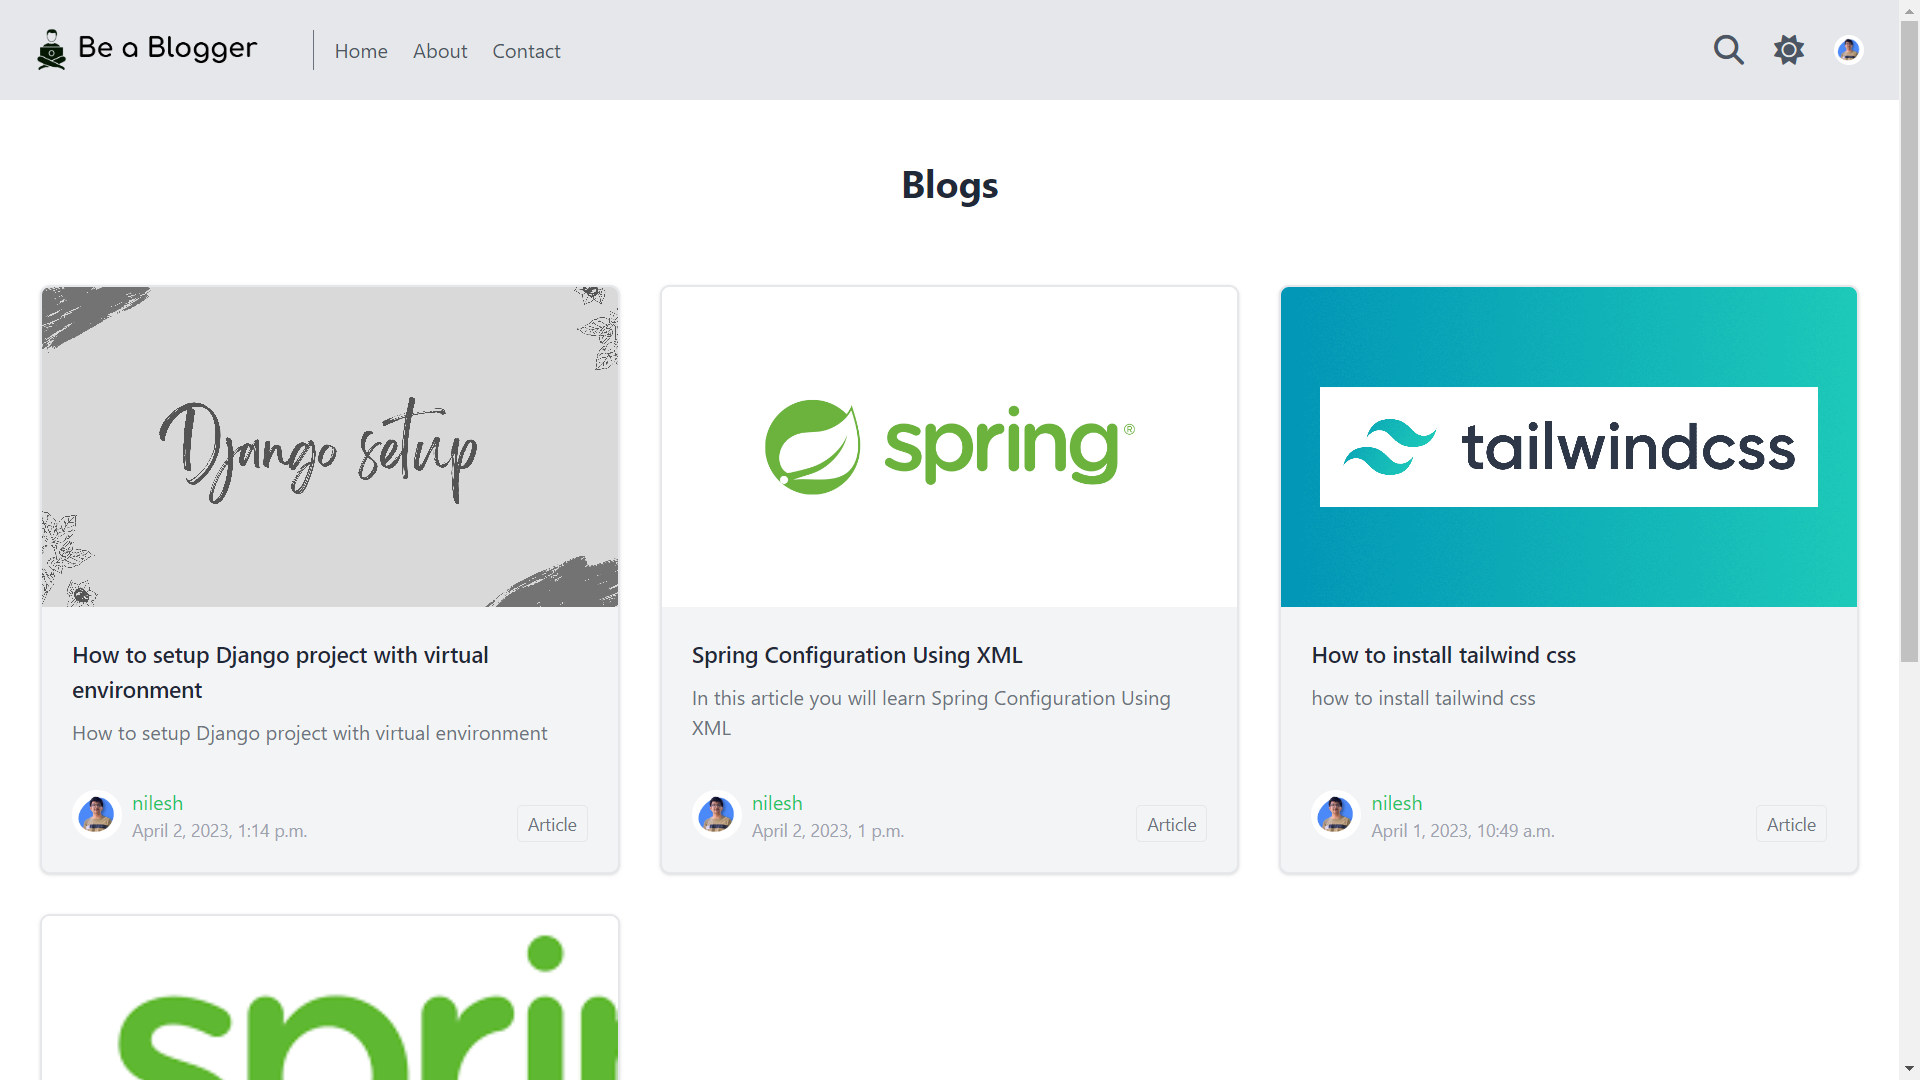 Be a Blogger
Home About Contact
Blogs
Django setup
spring®
tailwindcss
How to setup Django project with virtual
environment
How to setup Django project with virtual environment
nilesh
April 2, 2023, 1:14 p.m.
Article
Spring Configuration Using XML
In this article you will learn Spring Configuration Using
XML
nilesh
April 2, 2023, 1 p.m.
Article
How to install tailwind css
how to install tailwind css
nilesh
April 1, 2023, 10:49 a.m.
Article
spri